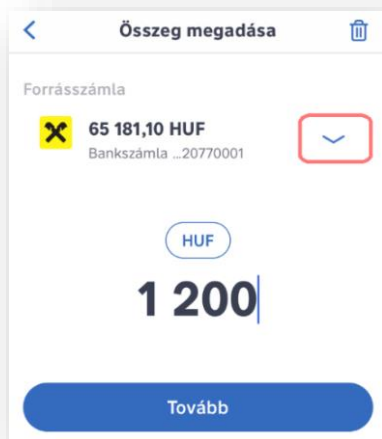 Összeg megadása
Forrásszámla
65 181,10 HUF
Bankszámla ...20770001
HUF
1 200
Tovább